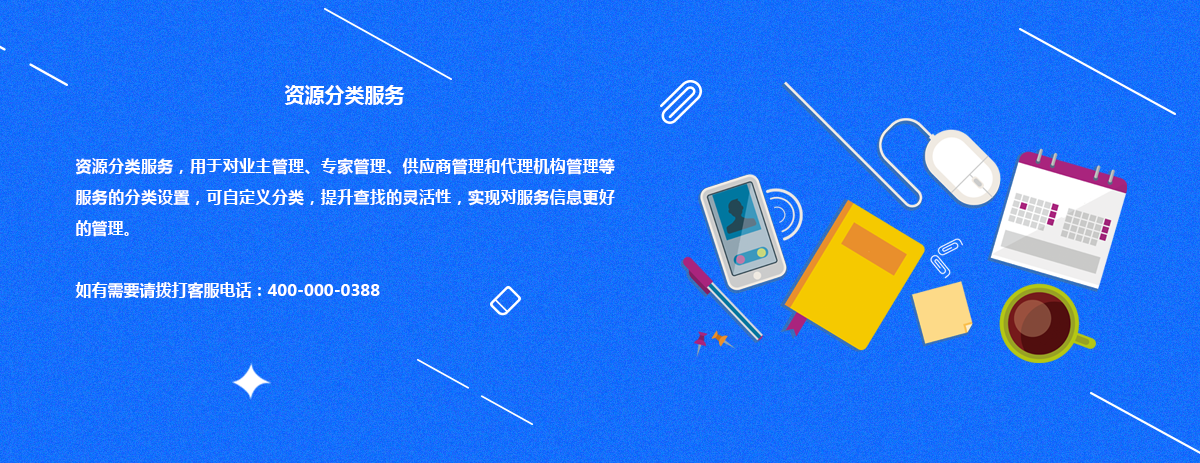 资源分类服务
资源分类服务，用于对业主管理、专家管理、供应商管理和代理机构管理等
服务的分类设置，可自定义分类，提升查找的灵活性，实现对服务信息更好
的管理。
如有需要请拨打客服电话：400-000-0388